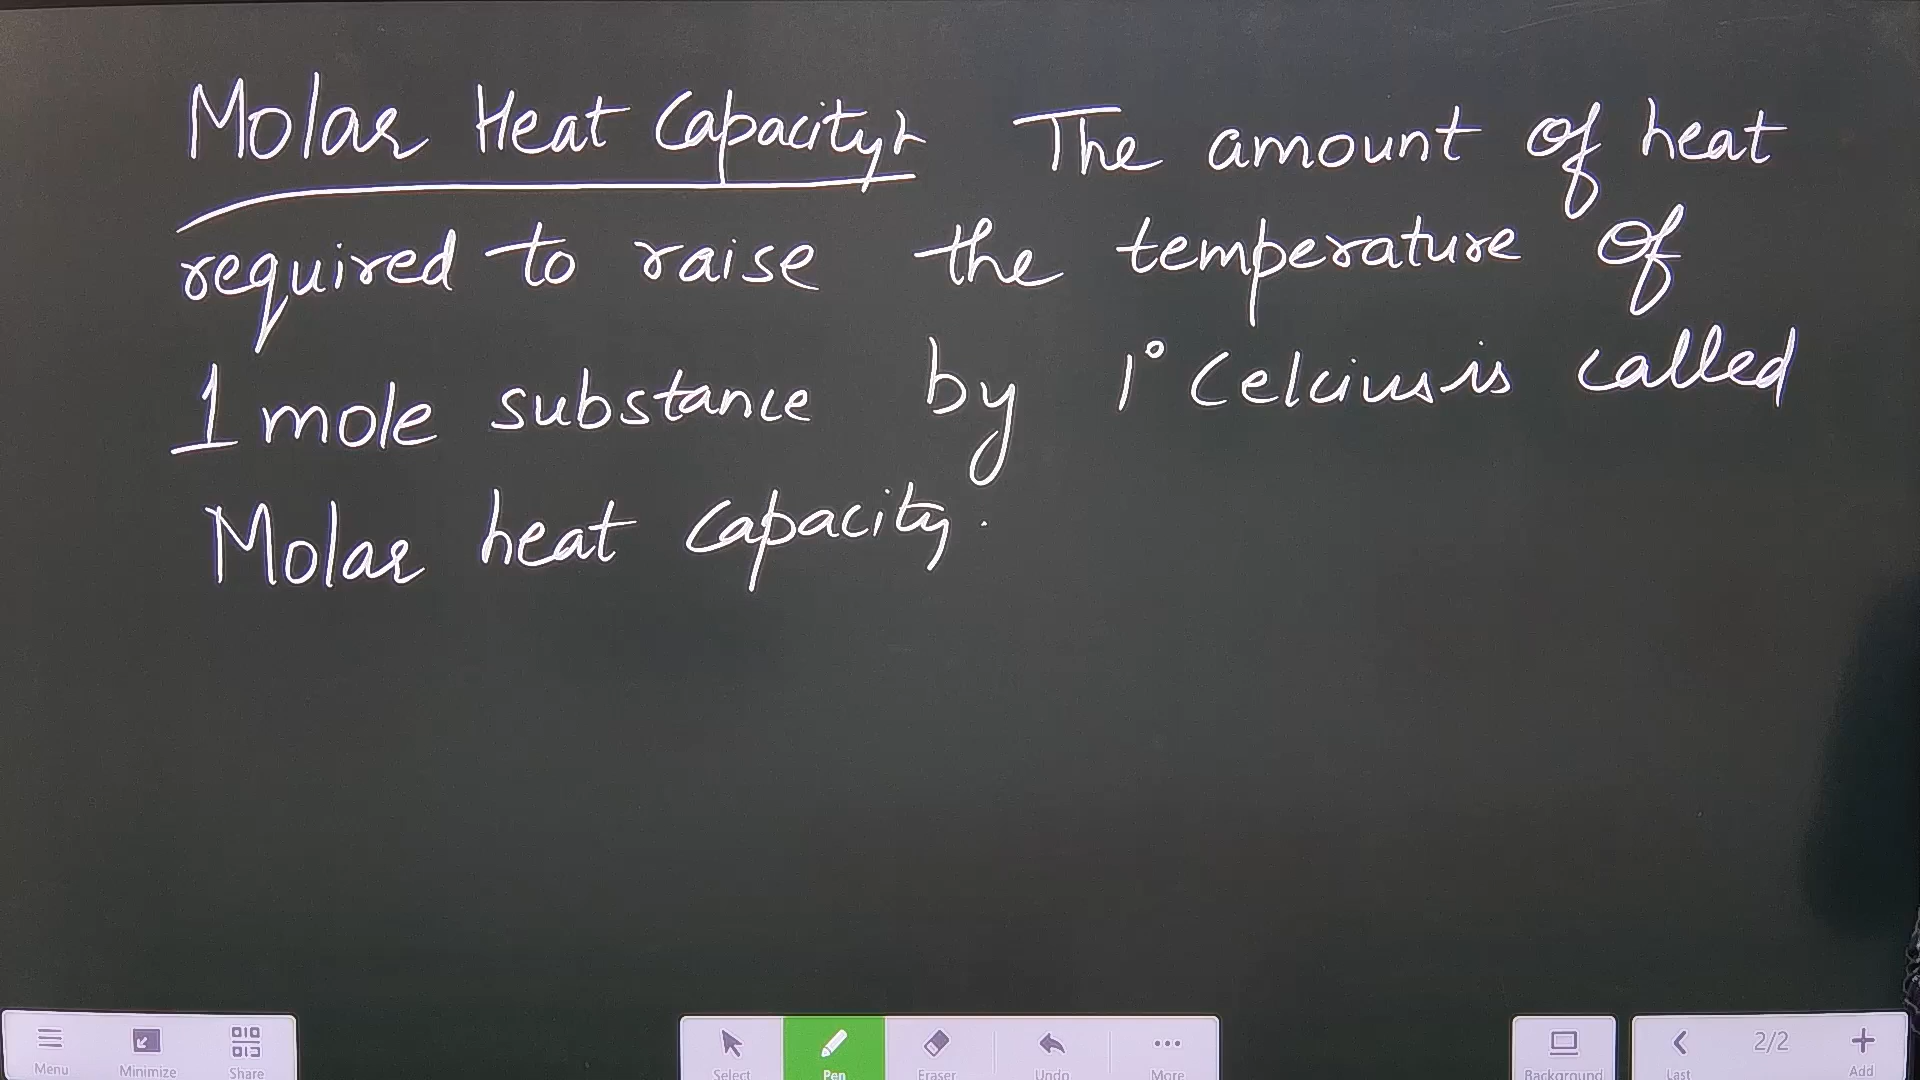 Molar Heat Capacity:- The amount of heat
required to raise the temperature of
1 mole substance by 1° Celcius is called
Molar heat capacity.
Menu Minimize Share Select Pen Eraser Undo More Background Last 2/2 Add